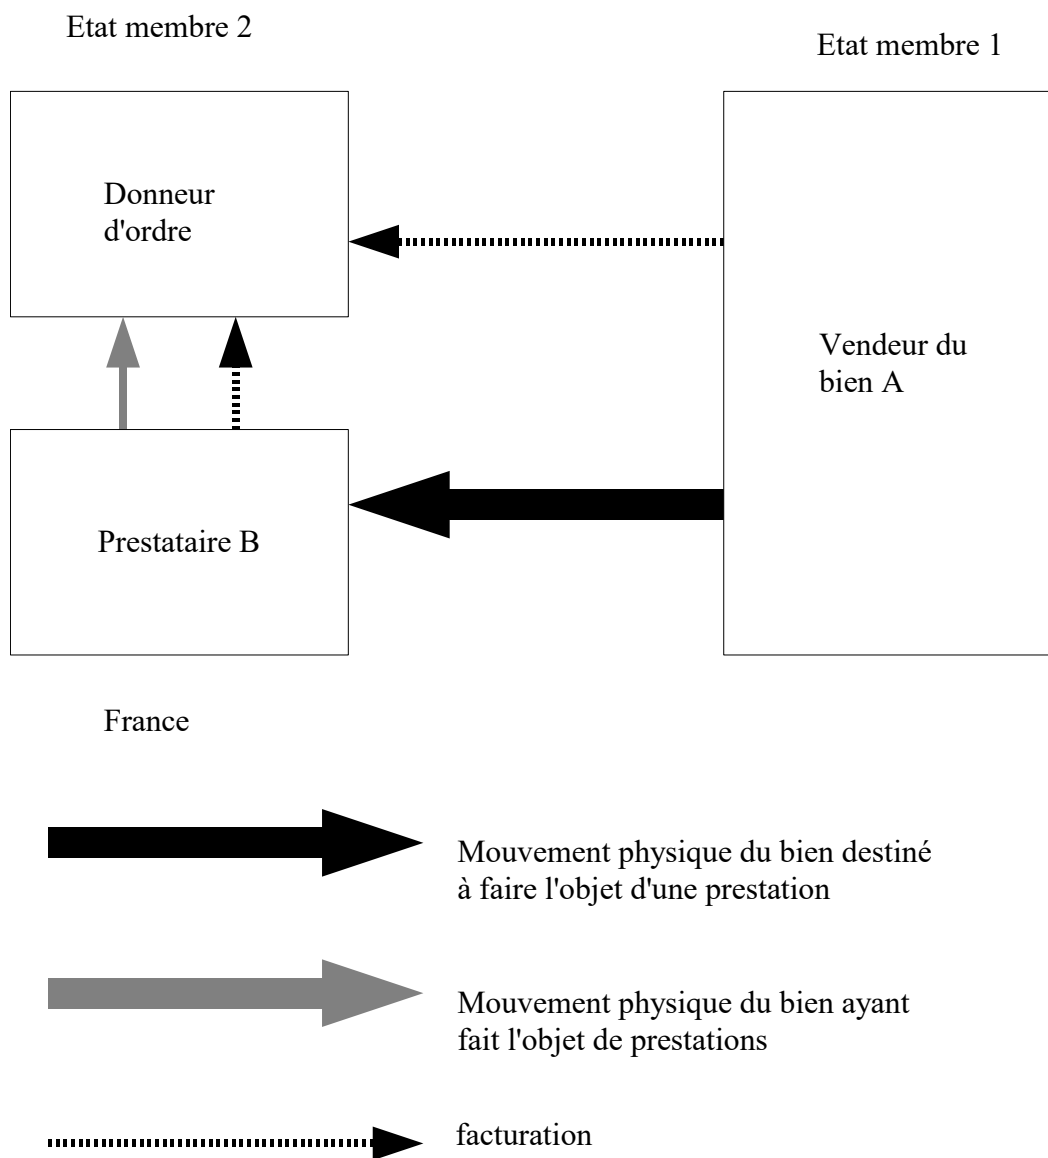 Etat membre 2
Etat membre 1
Donneur
d'ordre
Vendeur du
bien A
Prestataire B
France
Mouvement physique du bien destiné
à faire l'objet d'une prestation
Mouvement physique du bien ayant
fait l'objet de prestations
facturation